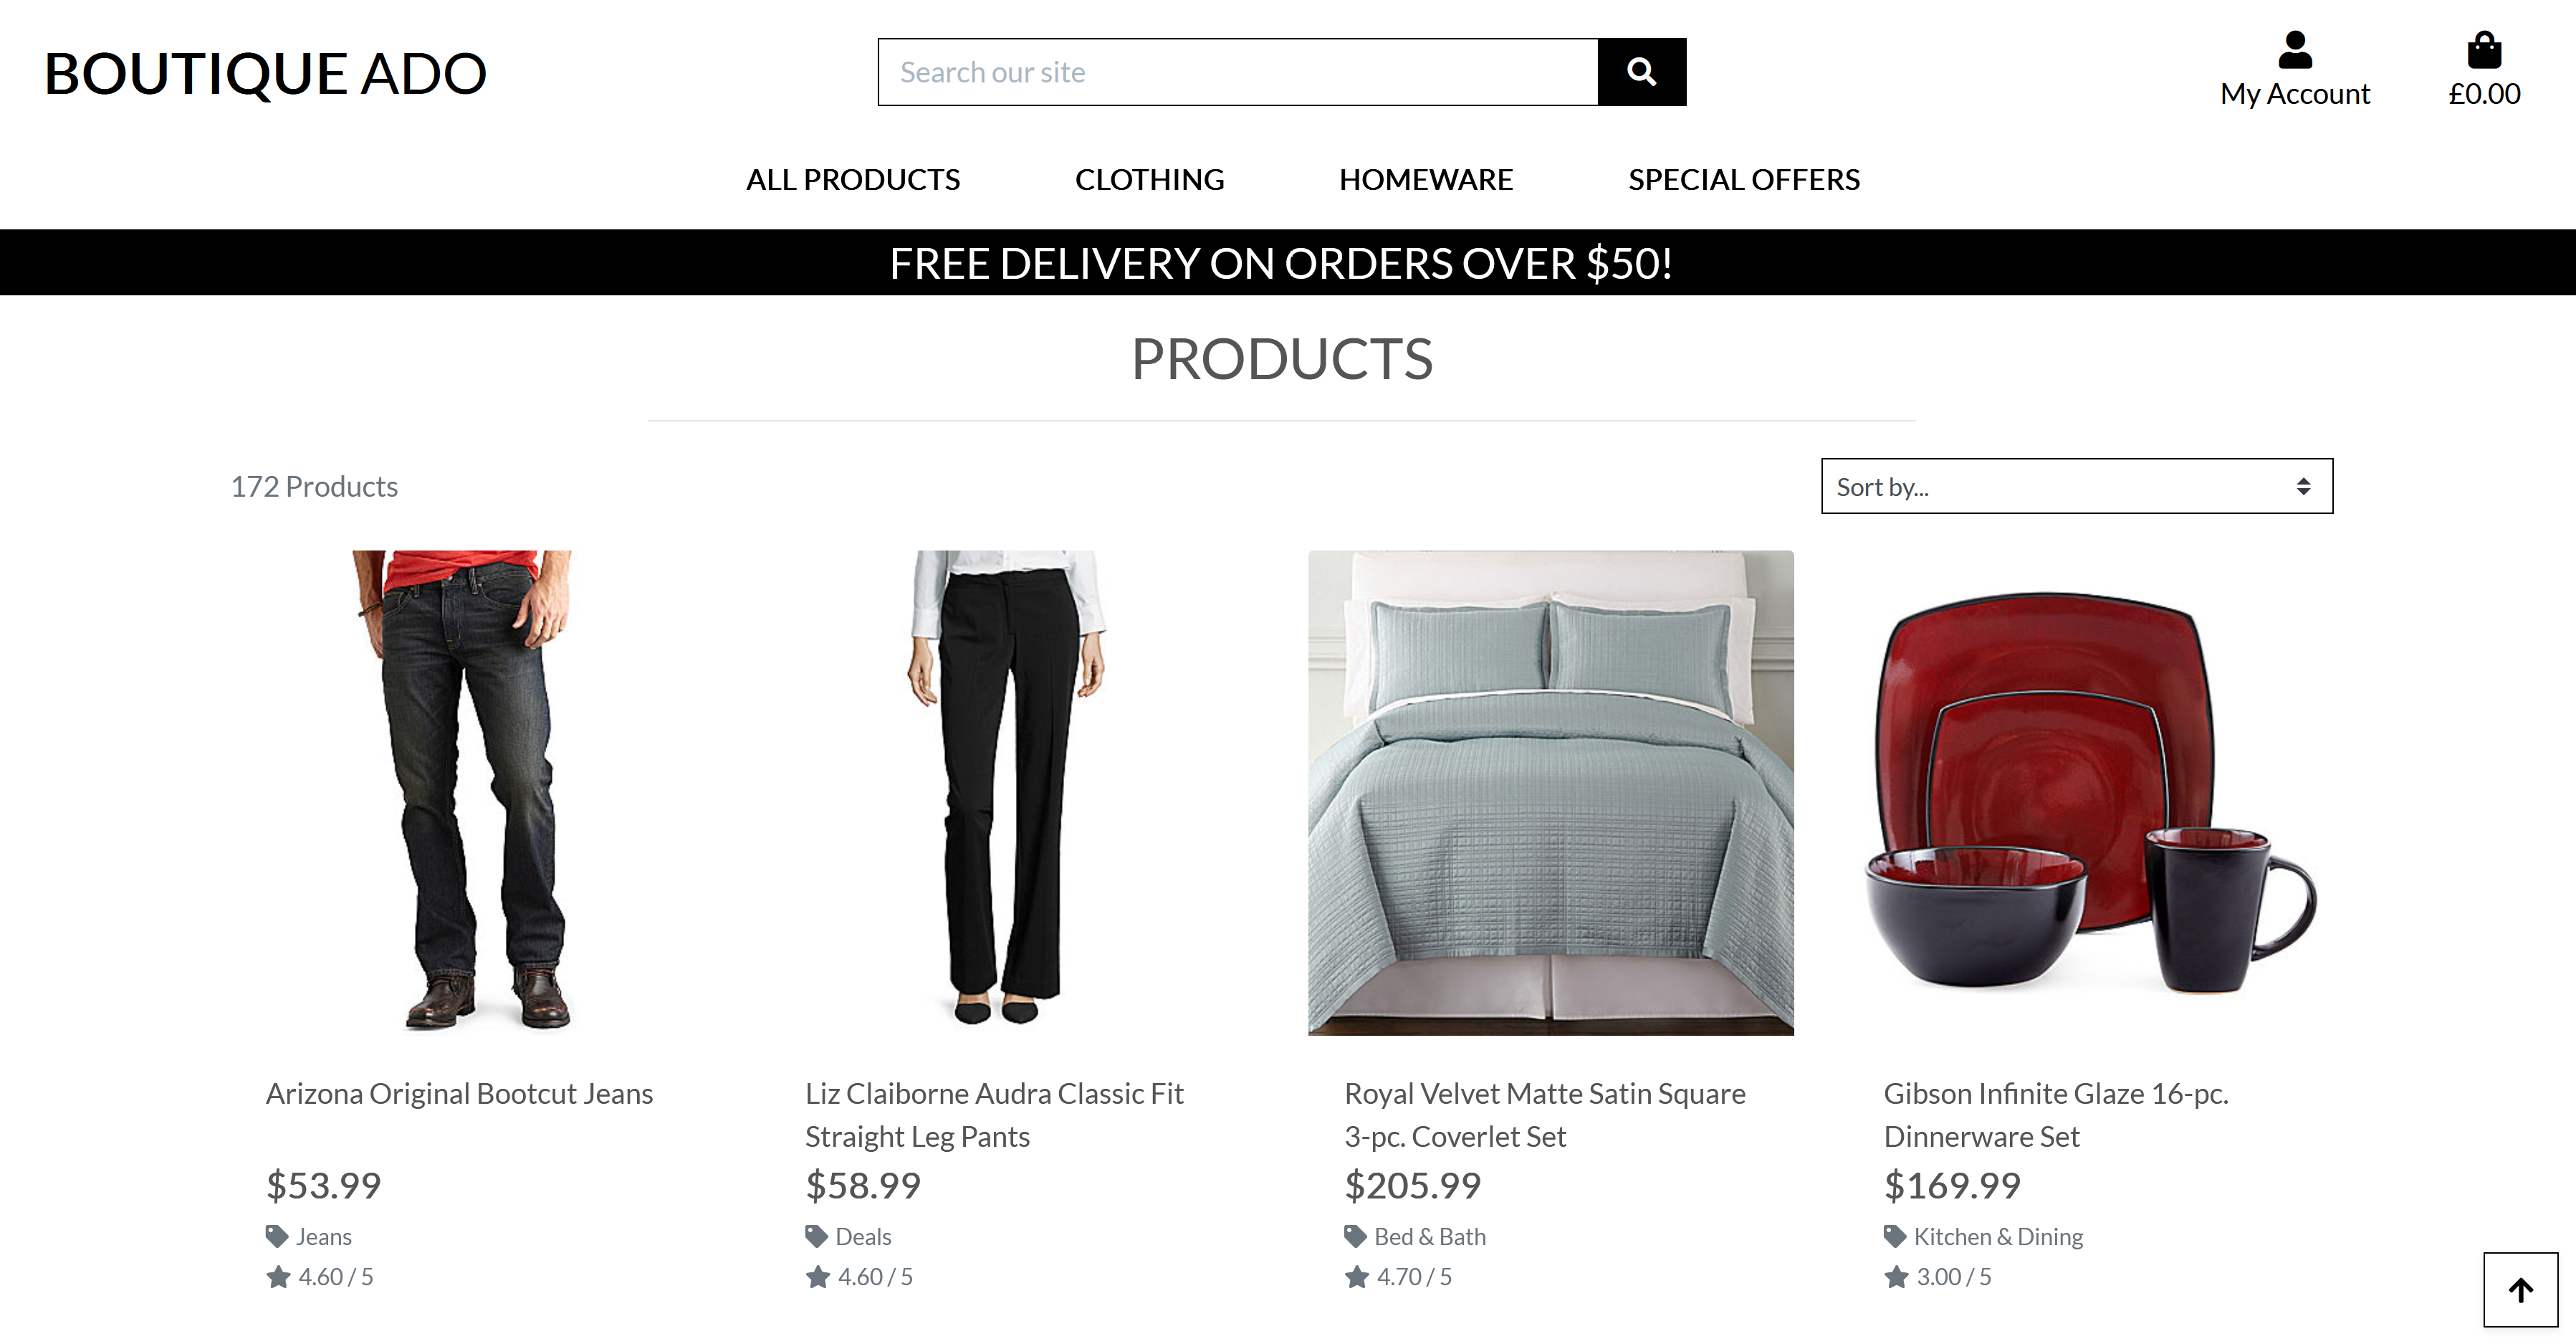 BOUTIQUE ADO
Search our site
My Account
£0.00
ALL PRODUCTS
CLOTHING
HOMEWARE
SPECIAL OFFERS
FREE DELIVERY ON ORDERS OVER $50!
PRODUCTS
172 Products
Sort by...
Arizona Original Bootcut Jeans
$53.99
Jeans
4.60 / 5
Liz Claiborne Audra Classic Fit
Straight Leg Pants
$58.99
Deals
4.60 / 5
Royal Velvet Matte Satin Square
3-pc. Coverlet Set
$205.99
Bed & Bath
4.70 / 5
Gibson Infinite Glaze 16-pc.
Dinnerware Set
$169.99
Kitchen & Dining
3.00 / 5